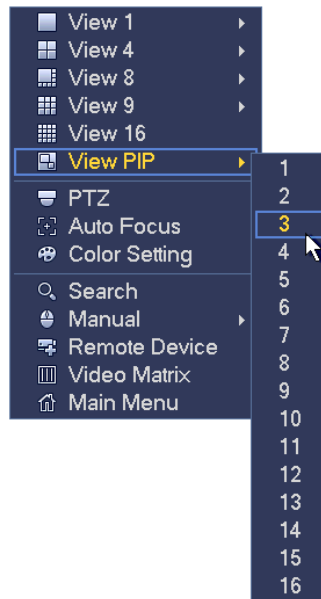 View 1
View 4
View 8
View 9
View 16
View PIP
PTZ
Auto Focus
Color Setting
Search
Manual
Remote Device
Video Matrix
Main Menu
1
2
3
4
5
6
7
8
9
10
11
12
13
14
15
16